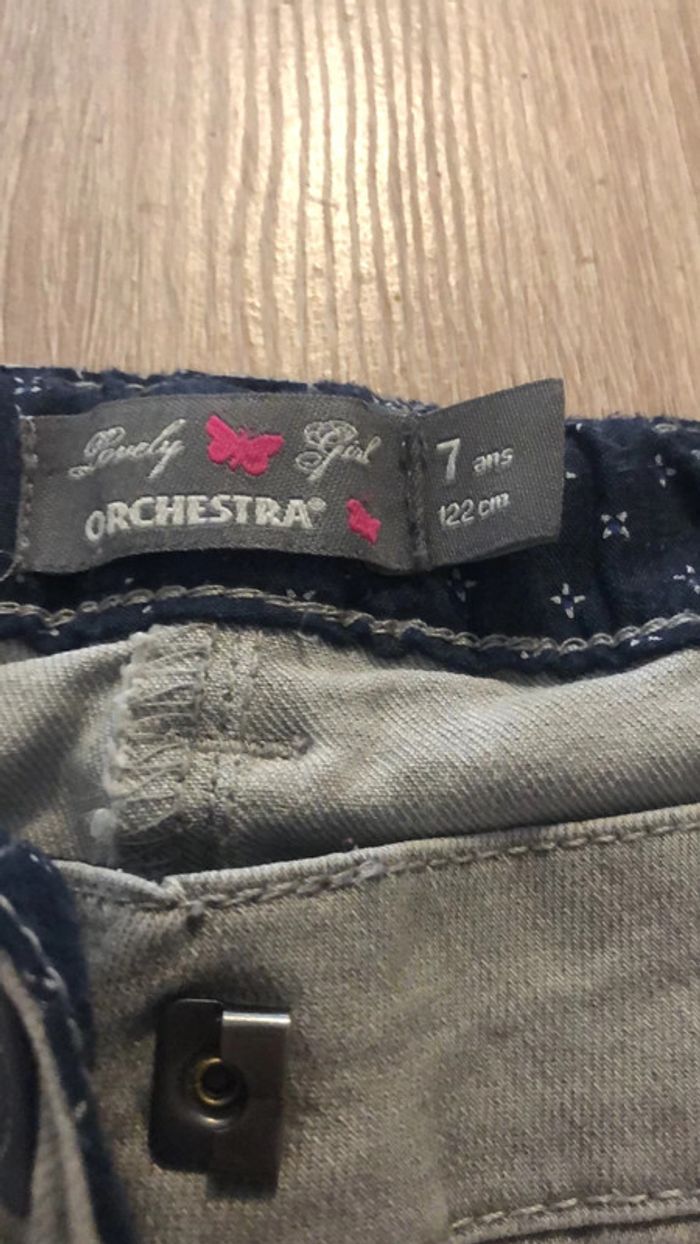 Lovely Girl
ORCHESTRA®
7 ans
122 cm